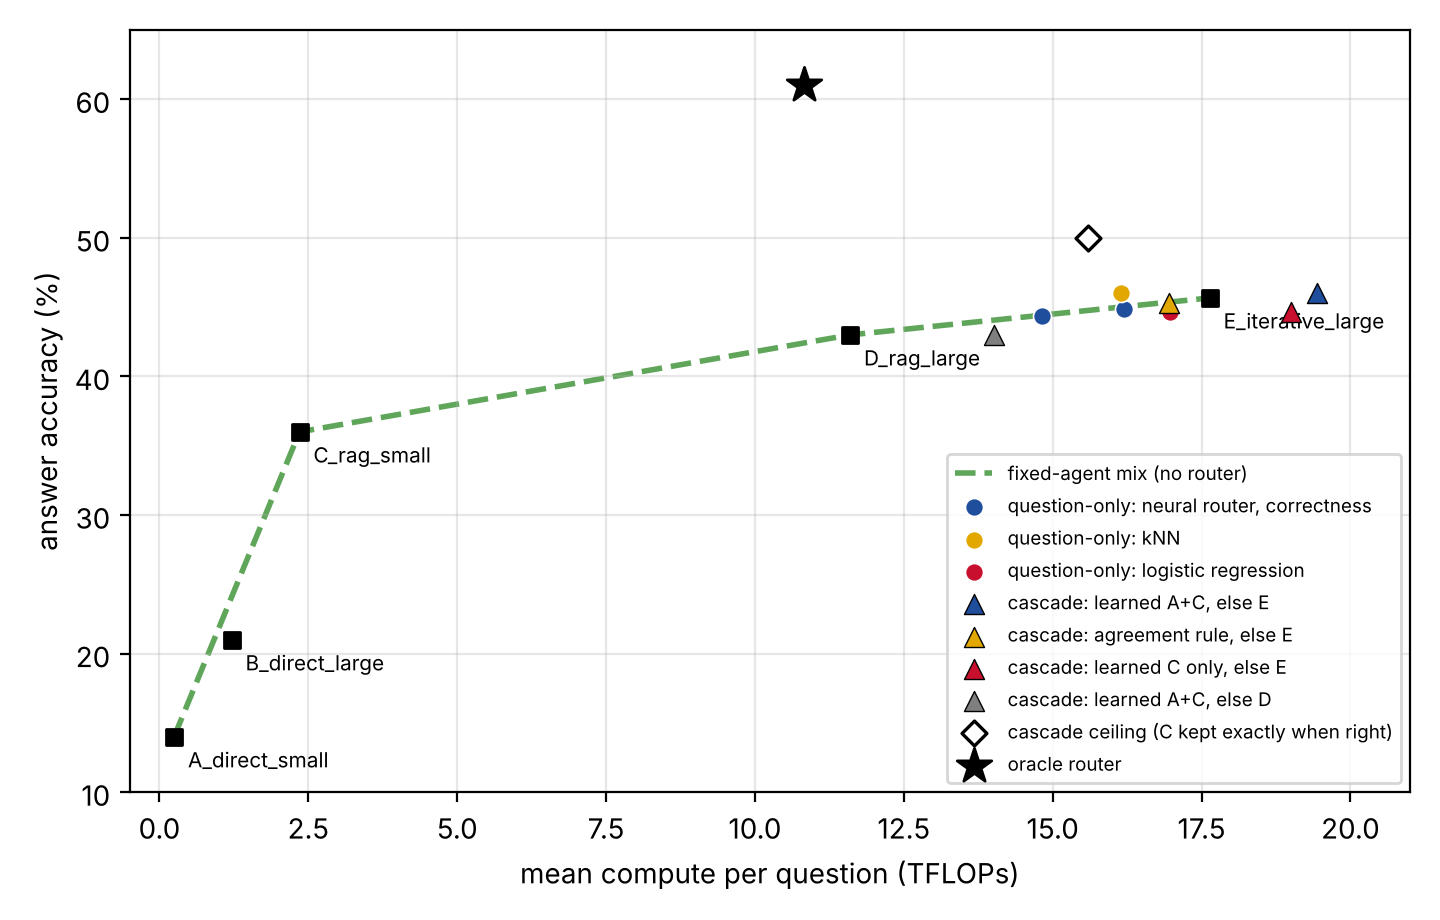 60
50
40
30
20
10
answer accuracy (%)
A_direct_small
B_direct_large
C_rag_small
D_rag_large
E_iterative_large
fixed-agent mix (no router)
question-only: neural router, correctness
question-only: kNN
question-only: logistic regression
cascade: learned A+C, else E
cascade: agreement rule, else E
cascade: learned C only, else E
cascade: learned A+C, else D
cascade ceiling (C kept exactly when right)
oracle router
0.0 2.5 5.0 7.5 10.0 12.5 15.0 17.5 20.0
mean compute per question (TFLOPs)